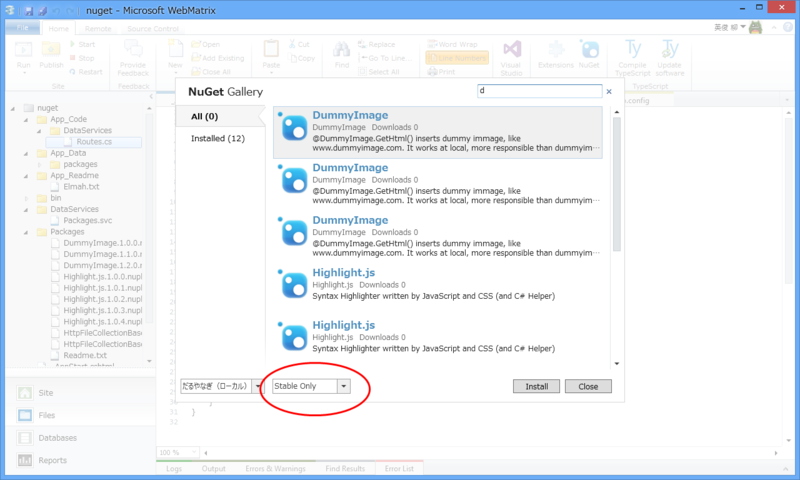 nuget - Microsoft WebMatrix
File Home Remote Source Control
英俊 柳
Run
Publish
Start
Stop
Restart
Site
Provide Feedback
Feedback
New
Open
Add Existing
Close All
Paste
Cut
Copy
Find
Replace
Go To Line...
Select All
Word Wrap
Line Numbers
Print
Visual Studio
Extensions
NuGet
Compile TypeScript
Update software
TypeScript
nuget
App_Code
DataServices
Routes.cs
App_Data
packages
App_Readme
Elmah.txt
bin
DataServices
Packages.svc
Packages
DummyImage.1.0.0.n
DummyImage.1.1.0.n
DummyImage.1.2.0.n
Highlight.js.1.0.0.nupl
Highlight.js.1.0.1.nupl
Highlight.js.1.0.2.nupl
Highlight.js.1.0.3.nupl
Highlight.js.1.0.4.nupl
HttpFileCollectionBase
HttpFileCollectionBase
Readme.txt
Site
Files
Databases
Reports
NuGet Gallery
d
All (0)
Installed (12)
DummyImage
DummyImage Downloads 0
@DummyImage.GetHtml() inserts dummy immage, like
www.dummyimage.com. It works at local, more responsible than dummyim…
DummyImage
DummyImage Downloads 0
@DummyImage.GetHtml() inserts dummy immage, like
www.dummyimage.com. It works at local, more responsible than dummyim…
DummyImage
DummyImage Downloads 0
@DummyImage.GetHtml() inserts dummy immage, like
www.dummyimage.com. It works at local, more responsible than dummyim…
Highlight.js
Highlight.js Downloads 0
Syntax Highlighter written by JavaScript and CSS (and C# Helper)
Highlight.js
Highlight.js Downloads 0
Syntax Highlighter written by JavaScript and CSS (and C# Helper)
だるやなぎ（ローカル）
Stable Only
Install
Close
.config
30 }
31 }
32
100 %
Logs Output Errors & Warnings Find Results Error List